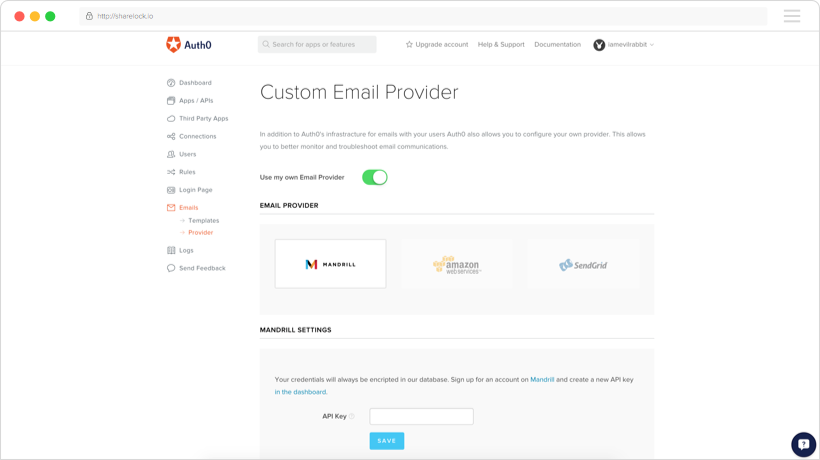 http://sharelock.io
Auth0
Search for apps or features
Upgrade account
Help & Support
Documentation
iamevilrabbit
Dashboard
Apps / APIs
Third Party Apps
Connections
Users
Rules
Login Page
Emails
Templates
Provider
Logs
Send Feedback
Custom Email Provider
In addition to Auth0's infrastracture for emails with your users Auth0 also allows you to configure your own provider. This allows
you to better monitor and troubleshoot email communications.
Use my own Email Provider
EMAIL PROVIDER
MANDRILL
amazon
webservices™
SendGrid
MANDRILL SETTINGS
Your credentials will always be encripted in our database. Sign up for an account on Mandrill and create a new API key
in the dashboard.
API Key
SAVE